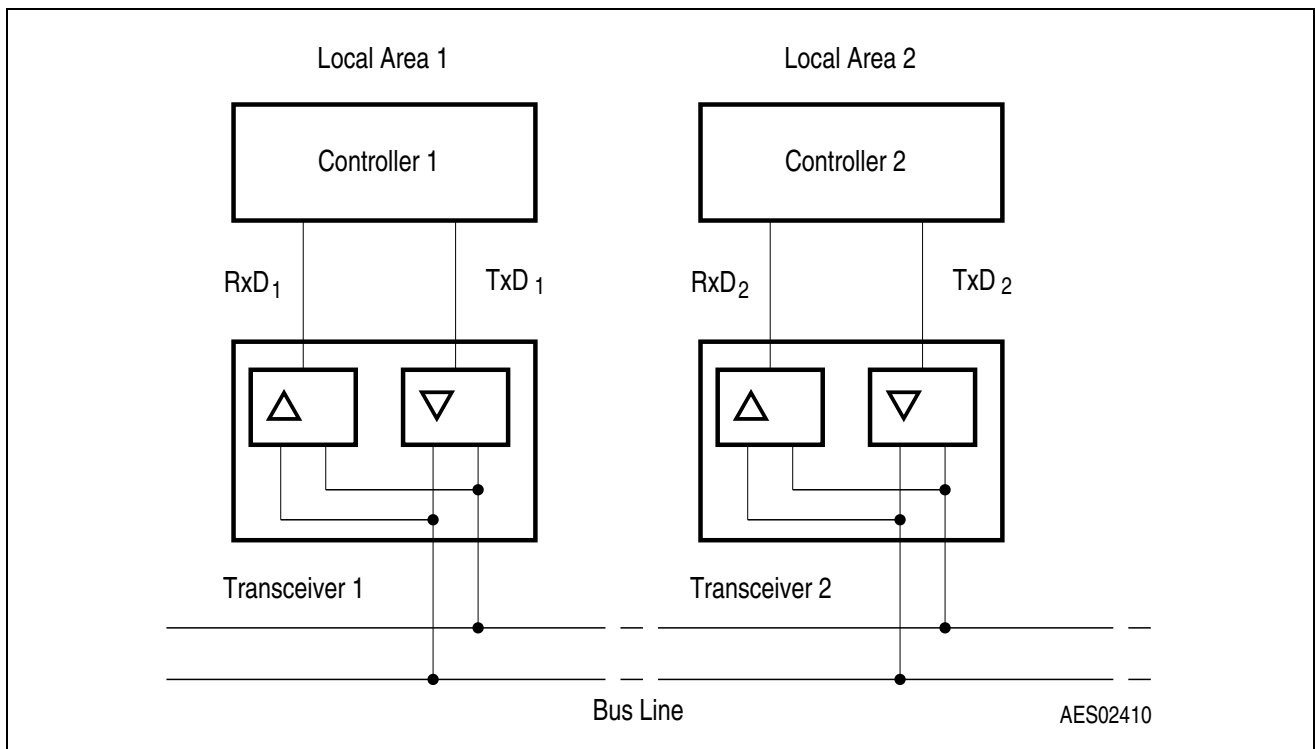 Local Area 1
Local Area 2
Controller 1
Controller 2
RxD1
TxD 1
RxD2
TxD 2
Transceiver 1
Transceiver 2
Bus Line
AES02410